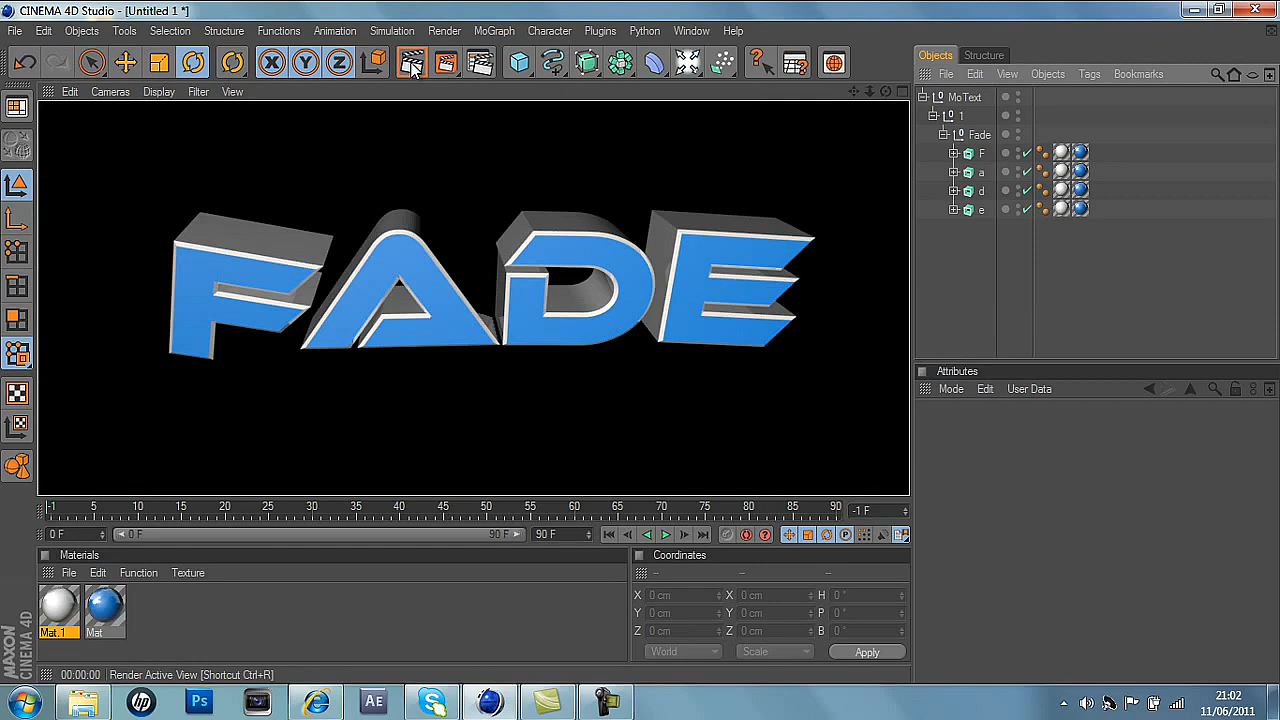 CINEMA 4D Studio - [Untitled 1 *]
File Edit Objects Tools Selection Structure Functions Animation Simulation Render MoGraph Character Plugins Python Window Help
X Y Z
Objects Structure
File Edit View Objects Tags Bookmarks
Edit Cameras Display Filter View
MoText
1
Fade
F
a
d
e
FADE
Attributes
Mode Edit User Data
-1 5 10 15 20 25 30 35 40 45 50 55 60 65 70 75 80 85 90 -1 F
0 F 0 F 90 F 90 F
P
Materials
File Edit Function Texture
Mat.1 Mat
Coordinates
-- -- --
X 0 cm X 0 cm H 0 °
Y 0 cm Y 0 cm P 0 °
Z 0 cm Z 0 cm B 0 °
World Scale Apply
MAXON
CINEMA 4D
00:00:00 Render Active View [Shortcut Ctrl+R]
hp Ps AE
21:02
11/06/2011